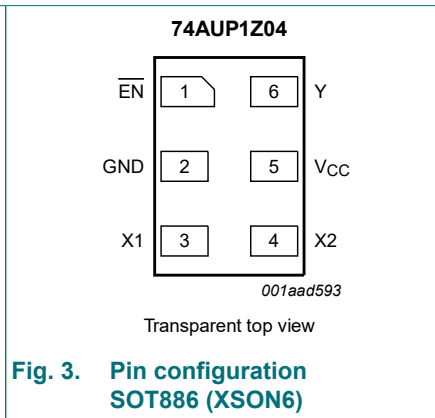 74AUP1Z04
EN 1 6 Y
GND 2 5 VCC
X1 3 4 X2
001aad593
Transparent top view
Fig. 3. Pin configuration
SOT886 (XSON6)